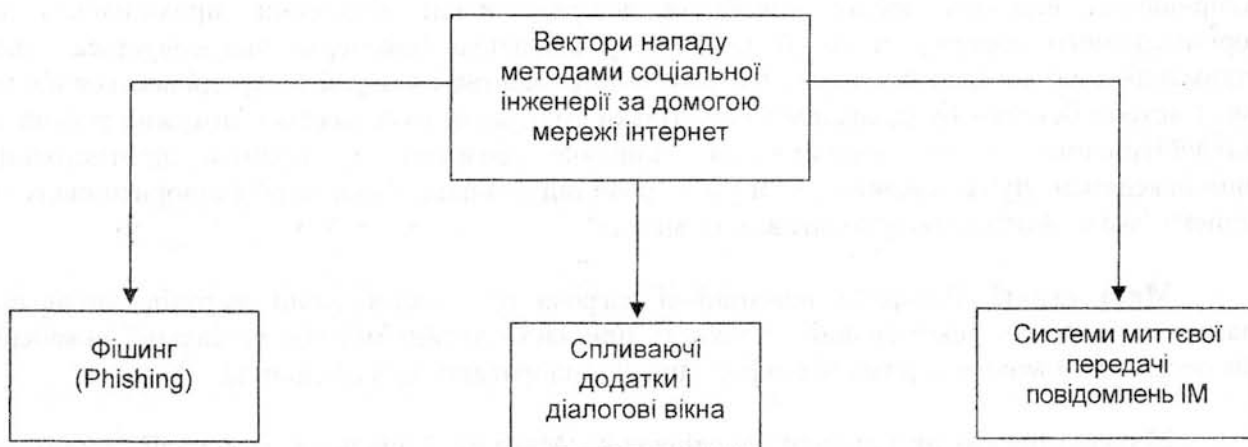 Вектори нападу
методами соціальної
інженерії за домогою
мережі інтернет
Фішинг
(Phishing)
Спливаючі
додатки і
діалогові вікна
Системи миттєвої
передачі
повідомлень ІМ